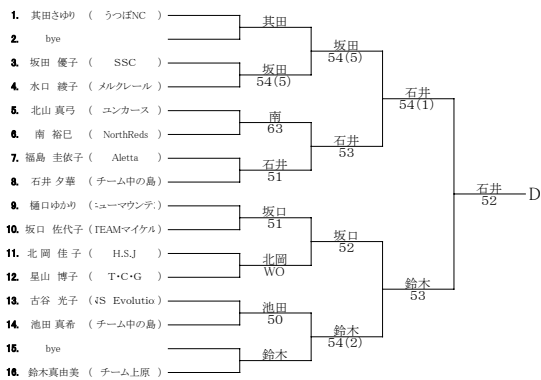 1. 其田さゆり ( うつぼNC )
2. bye
3. 坂田 優子 ( SSC )
4. 水口 綾子 ( メルクレール )
5. 北山 真弓 ( ユンカース )
6. 南 裕巳 ( NorthReds )
7. 福島 圭依子 ( Aletta )
8. 石井 夕華 ( チーム中の島 )
9. 樋口ゆかり ( ニューマウンテン )
10. 坂口 佐代子 ( TEAMマイケル )
11. 北岡 佳子 ( H.S.J )
12. 星山 博子 ( T・C・G )
13. 古谷 光子 ( NS Evolutio )
14. 池田 真希 ( チーム中の島 )
15. bye
16. 鈴木真由美 ( チーム上原 )
其田
坂田
54(5)
南
63
石井
51
坂口
51
北岡
WO
池田
50
鈴木
坂田
54(5)
石井
53
坂口
52
鈴木
54(2)
石井
54(1)
鈴木
53
石井
52
D